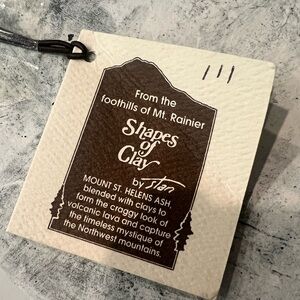 From the
foothills of Mt. Rainier
Shapes
of
Clay
by Stan
MOUNT ST. HELENS ASH,
blended with clays to
form the craggy look of
volcanic lava and capture
the timeless mystique of
the Northwest mountains.